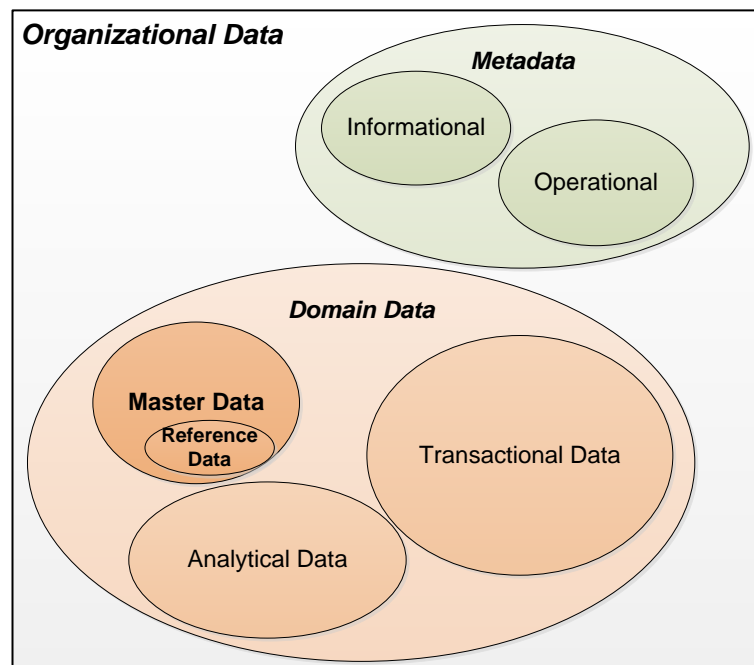 Organizational Data
Metadata
Informational
Operational
Domain Data
Master Data
Reference
Data
Transactional Data
Analytical Data